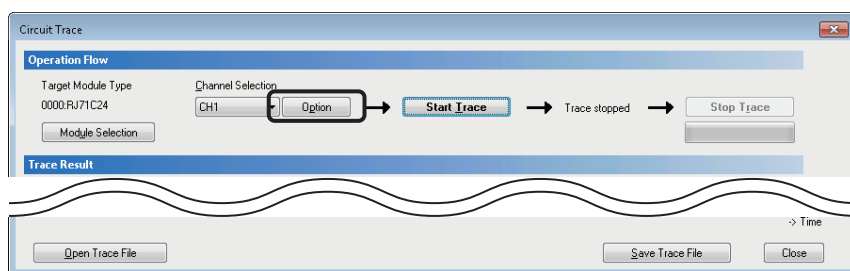 Circuit Trace
Operation Flow
Target Module Type
Channel Selection
0000:RJ71C24
CH1
Option
Start Trace
Trace stopped
Stop Trace
Module Selection
Trace Result
-> Time
Open Trace File
Save Trace File
Close